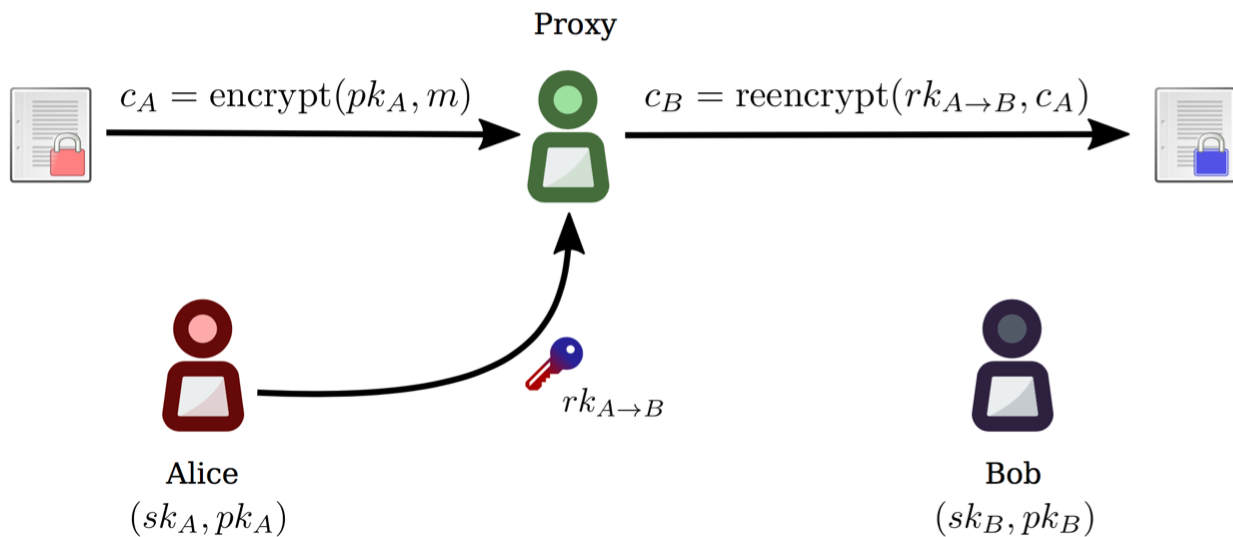 Proxy
c_A = encrypt(pk_A, m)
c_B = reencrypt(rk_{A→B}, c_A)
rk_{A→B}
Alice
(sk_A, pk_A)
Bob
(sk_B, pk_B)